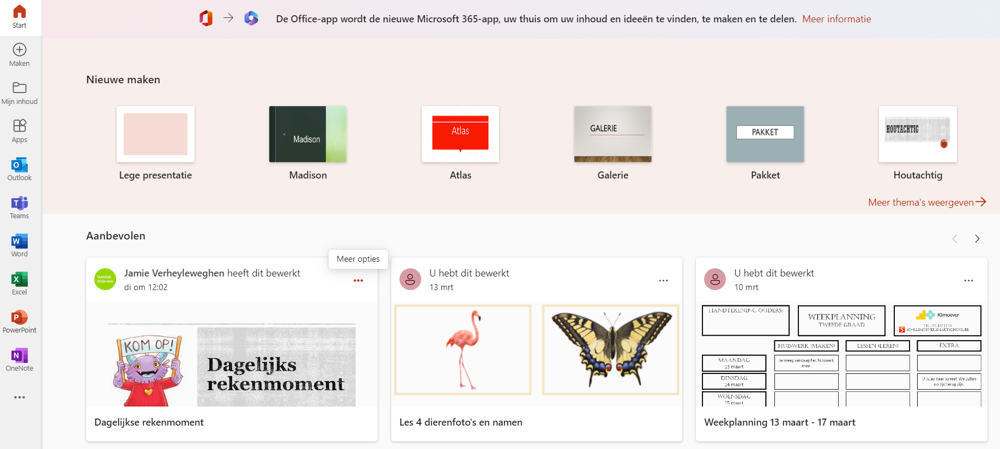 Start
Maken
Mijn inhoud
Apps
Outlook
Teams
Word
Excel
PowerPoint
OneNote
De Office-app wordt de nieuwe Microsoft 365-app, uw thuis om uw inhoud en ideeën te vinden, te maken en te delen. Meer informatie
Nieuwe maken
Madison
Atlas
GALERIE
PAKKET
HOUTACHTIG
Lege presentatie
Madison
Atlas
Galerie
Pakket
Houtachtig
Meer thema's weergeven
Aanbevolen
Meer opties
Stedelijk
Onderwijs
Jamie Verheyleweghen heeft dit bewerkt
di om 12:02
KOM OP!
Dagelijks
rekenmoment
Dagelijkse rekenmoment
U hebt dit bewerkt
13 mrt
Les 4 dierenfoto's en namen
U hebt dit bewerkt
10 mrt
HANDTEKENING OUDERS:
WEEKPLANNING
TWEEDE GRAAD
Klimoever
TEL: 03 432 17 65
SO-KLIMOEVER.SMARTSCHOOL.BE
HUISWERK (MAKEN)
LESSEN (LEREN)
EXTRA
MAANDAG
13 maart
Je kreeg vandaag het huiswerk
mee.
DINSDAG
14 maart
Uitstap naar toneel. We zullen
op tijd terug zijn.
WOENSDAG
15 maart
Weekplanning 13 maart - 17 maart